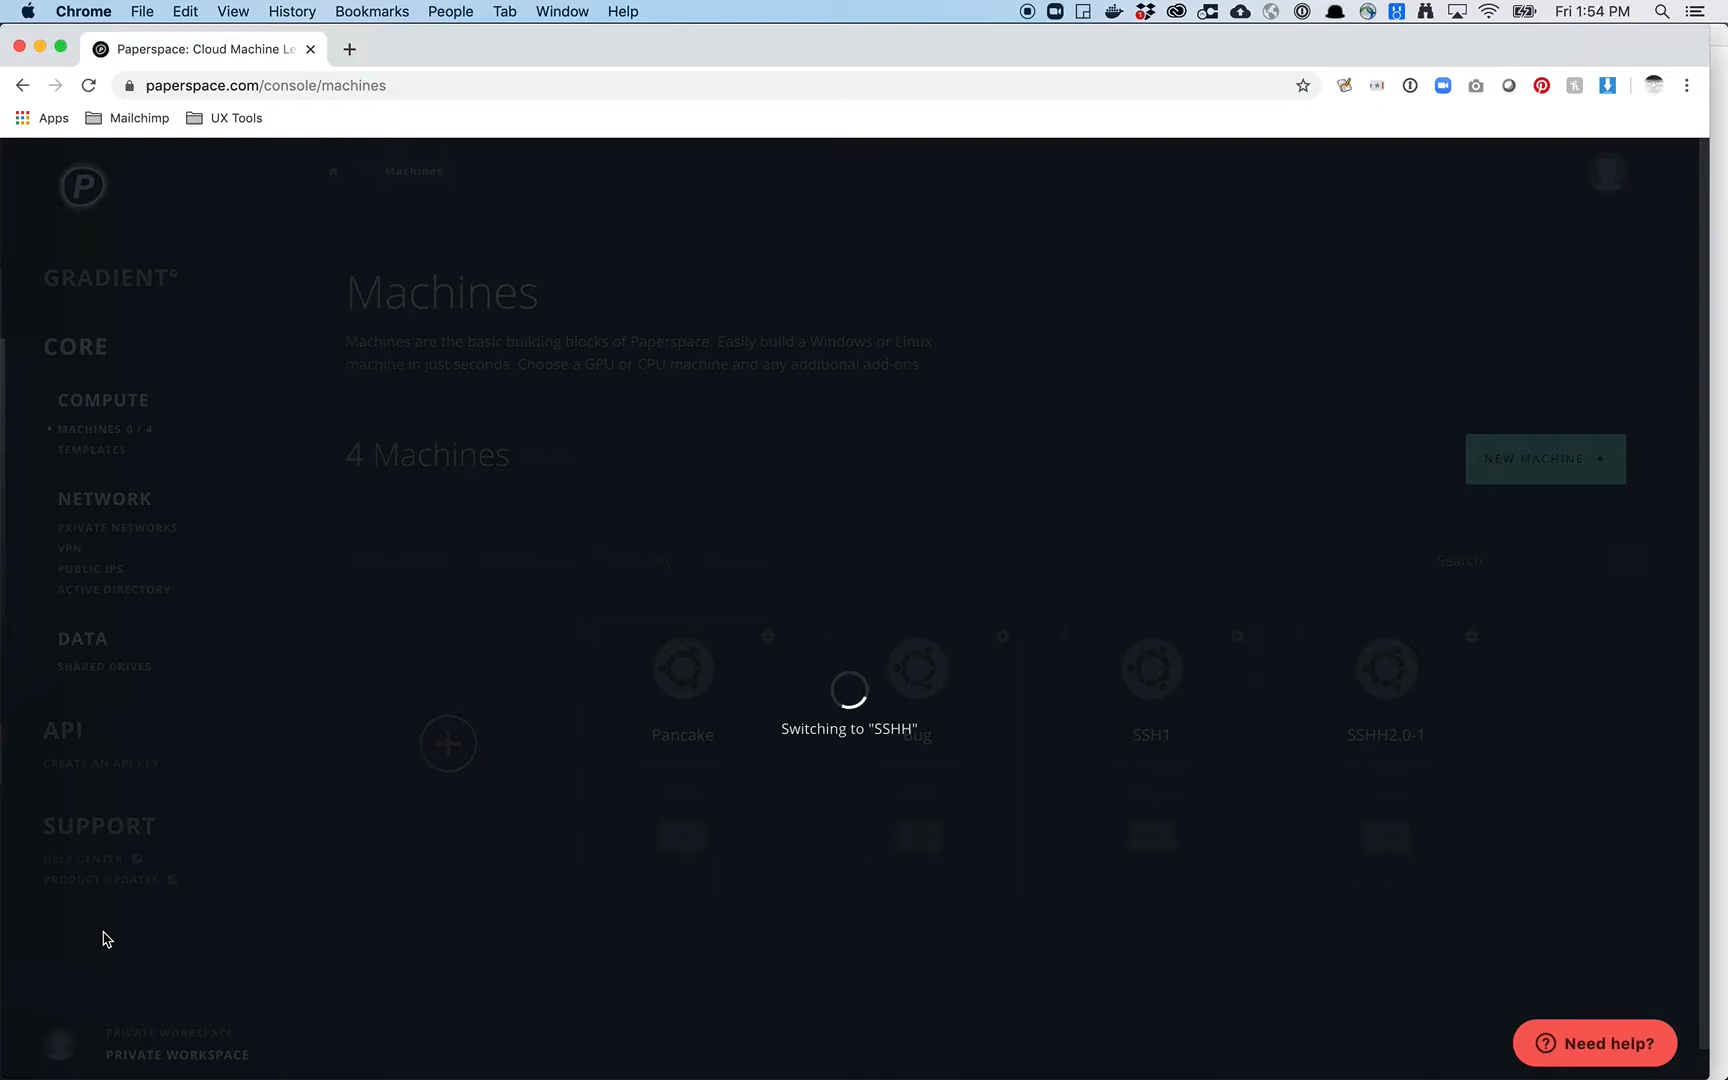 Chrome File Edit View History Bookmarks People Tab Window Help Fri 1:54 PM
Paperspace: Cloud Machine Le
paperspace.com/console/machines
Apps Mailchimp UX Tools
Machines
GRADIENT
Machines
Machines are the basic building blocks of Paperspace. Easily build a Windows or Linux
machine in just seconds. Choose a GPU or CPU machine and any additional add-ons
CORE
COMPUTE
MACHINES 0 / 4
TEMPLATES
4 Machines
NEW MACHINE +
NETWORK
PRIVATE NETWORKS
VPN
PUBLIC IPS
ACTIVE DIRECTORY
Search
DATA
SHARED DRIVES
Pancake
Switching to "SSHH"
SSH1
SSHH2.0-1
API
CREATE AN API KEY
SUPPORT
HELP CENTER
PRODUCT UPDATES
PRIVATE WORKSPACE
PRIVATE WORKSPACE
Need help?